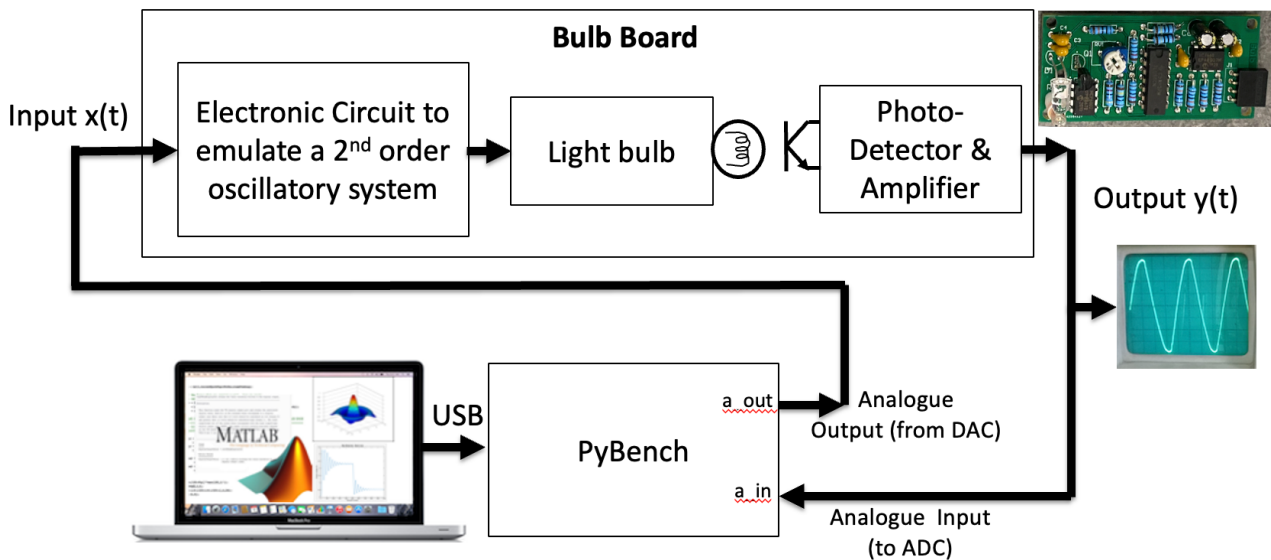 Bulb Board
Input x(t)
Electronic Circuit to
emulate a 2nd order
oscillatory system
Light bulb
Photo-
Detector &
Amplifier
Output y(t)
MATLAB
USB
PyBench
a_out
a_in
Analogue
Output (from DAC)
Analogue Input
(to ADC)